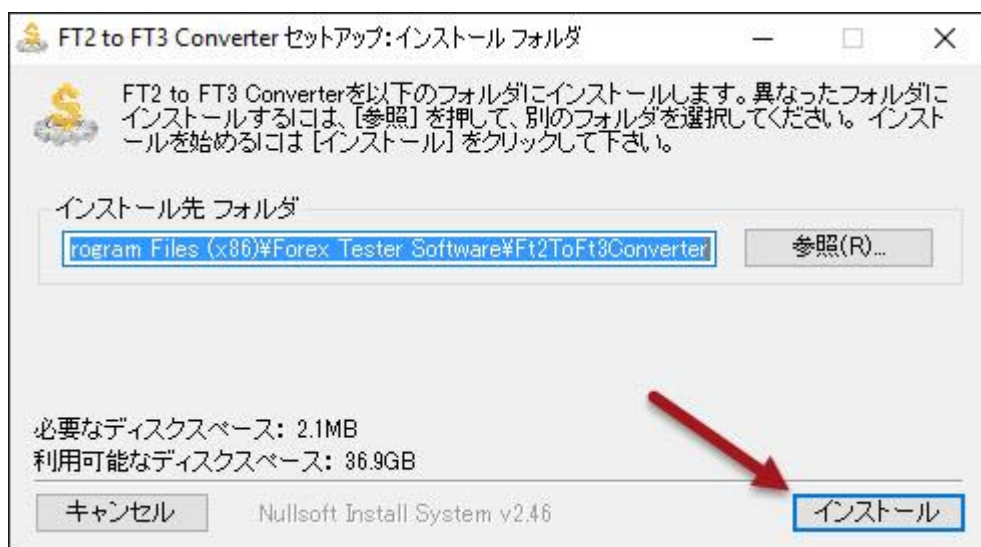 FT2 to FT3 Converter セットアップ:インストール フォルダ
FT2 to FT3 Converterを以下のフォルダにインストールします。異なったフォルダに
インストールするには、[参照] を押して、別のフォルダを選択してください。 インスト
ールを始めるには [インストール] をクリックして下さい。
インストール先 フォルダ
rogram Files (x86)¥Forex Tester Software¥Ft2ToFt3Converter
参照(R)...
必要なディスクスペース: 2.1MB
利用可能なディスクスペース: 36.9GB
キャンセル
Nullsoft Install System v2.46
インストール